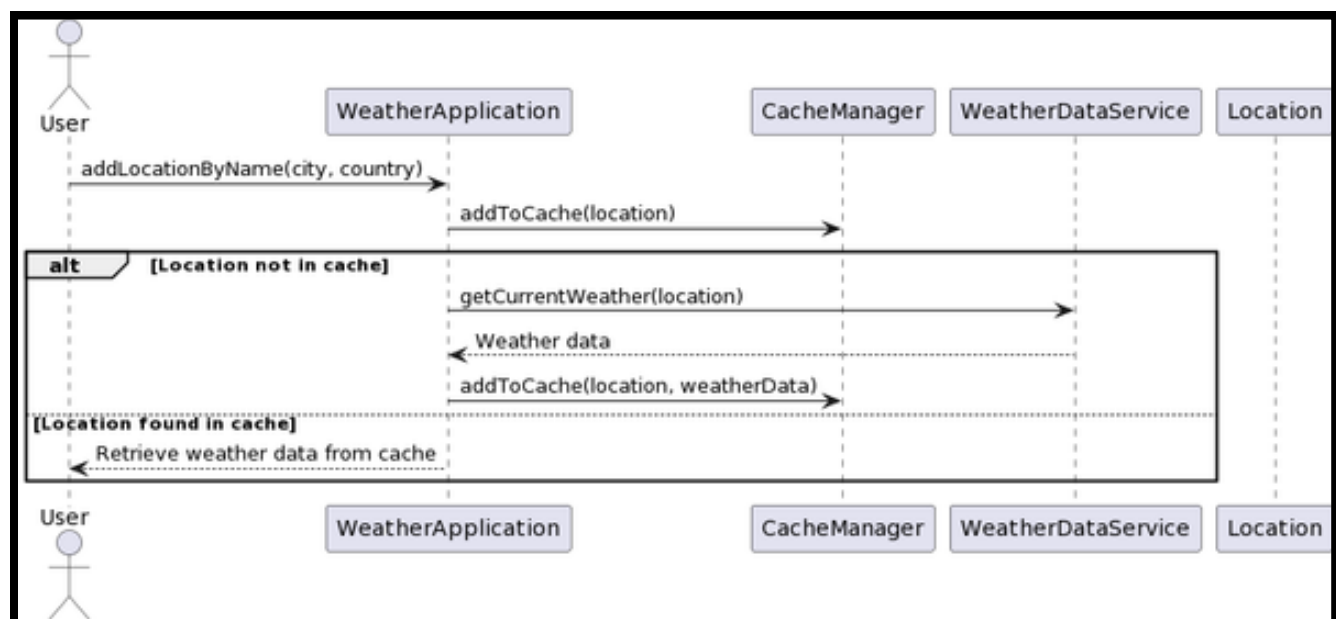 User
WeatherApplication
CacheManager
WeatherDataService
Location
addLocationByName(city, country)
addToCache(location)
alt
[Location not in cache]
getCurrentWeather(location)
Weather data
addToCache(location, weatherData)
[Location found in cache]
Retrieve weather data from cache
User
WeatherApplication
CacheManager
WeatherDataService
Location